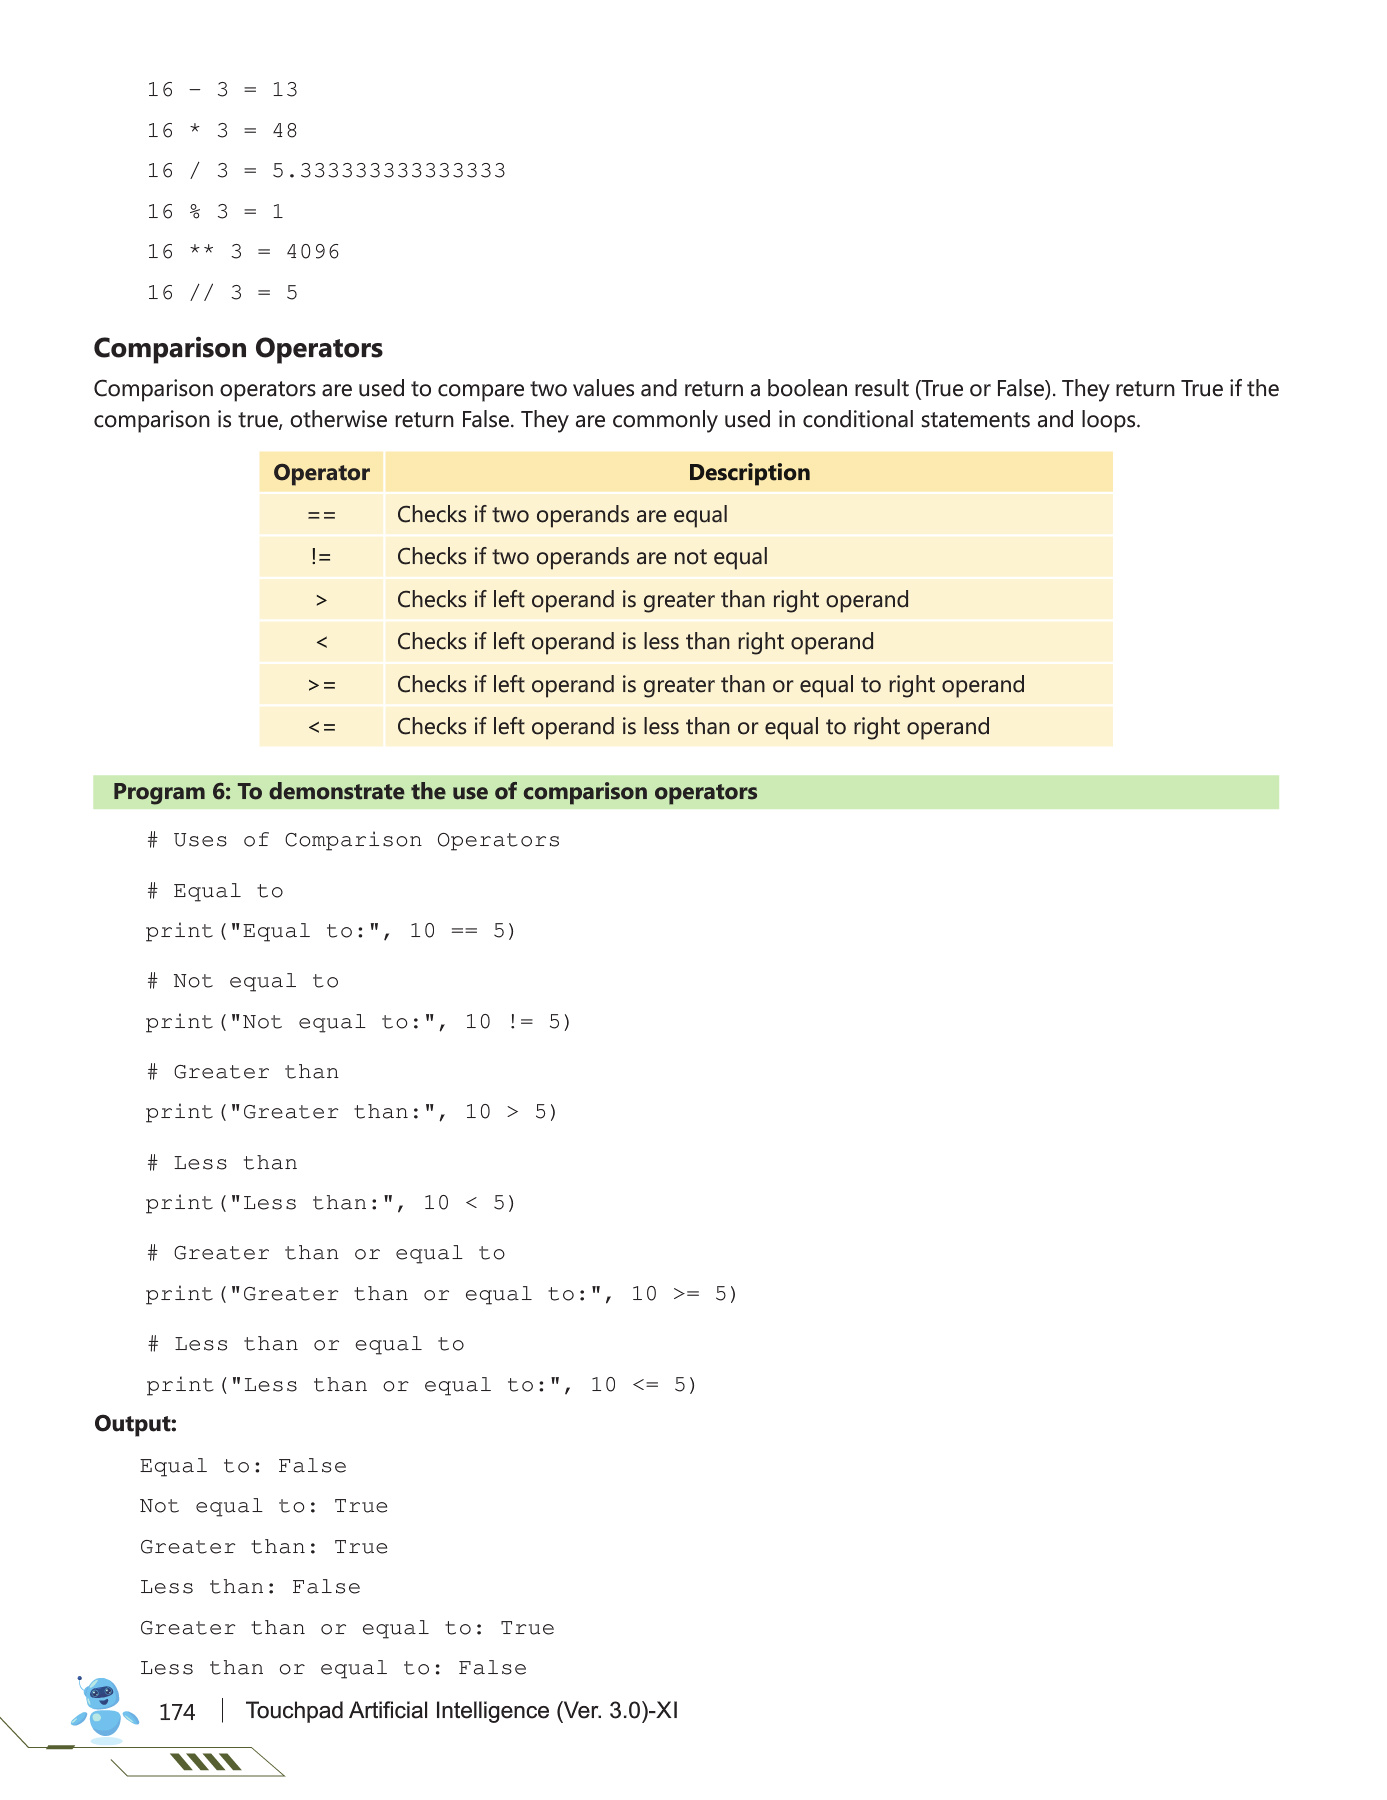 16 – 3 = 13
16 * 3 = 48
16 / 3 = 5.333333333333333
16 % 3 = 1
16 ** 3 = 4096
16 // 3 = 5
Comparison Operators
Comparison operators are used to compare two values and return a boolean result (True or False). They return True if the
comparison is true, otherwise return False. They are commonly used in conditional statements and loops.
Operator Description
== Checks if two operands are equal
!= Checks if two operands are not equal
> Checks if left operand is greater than right operand
< Checks if left operand is less than right operand
>= Checks if left operand is greater than or equal to right operand
<= Checks if left operand is less than or equal to right operand
Program 6: To demonstrate the use of comparison operators
# Uses of Comparison Operators
# Equal to
print("Equal to:", 10 == 5)
# Not equal to
print("Not equal to:", 10 != 5)
# Greater than
print("Greater than:", 10 > 5)
# Less than
print("Less than:", 10 < 5)
# Greater than or equal to
print("Greater than or equal to:", 10 >= 5)
# Less than or equal to
print("Less than or equal to:", 10 <= 5)
Output:
Equal to: False
Not equal to: True
Greater than: True
Less than: False
Greater than or equal to: True
Less than or equal to: False
174 Touchpad Artificial Intelligence (Ver. 3.0)-XI